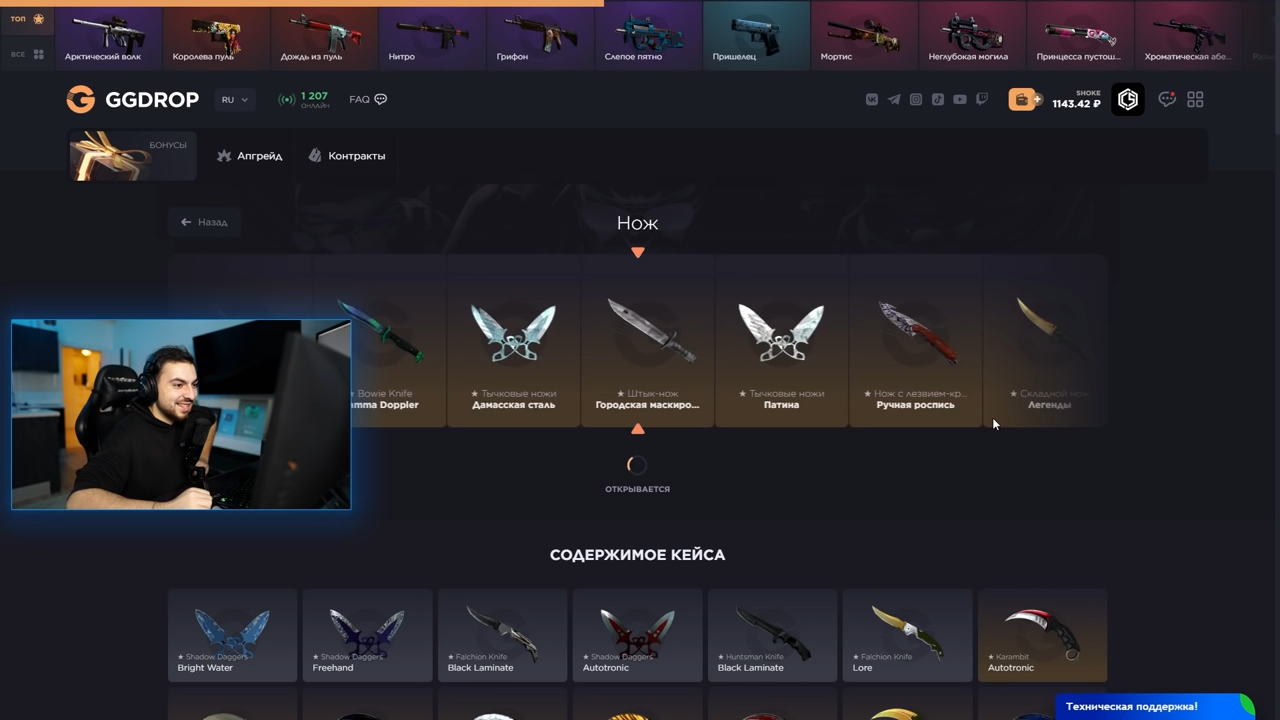 ТОП
ВСЕ
Арктический волк
Королева пуль
Дождь из пуль
Нитро
Грифон
Слепое пятно
Пришелец
Мортис
Неглубокая могила
Принцесса пустош...
Хроматическая абе...
GGDROP
RU
1 207
ОНЛАЙН
FAQ
SHOKE
1143.42 ₽
БОНУСЫ
Апгрейд
Контракты
Назад
Нож
★ Bowie Knife
mma Doppler
★ Тычковые ножи
Дамасская сталь
★ Штык-нож
Городская маскиро...
★ Тычковые ножи
Патина
★ Нож с лезвием-кр...
Ручная роспись
★ Складной нож
Легенды
ОТКРЫВАЕТСЯ
СОДЕРЖИМОЕ КЕЙСА
★ Shadow Daggers
Bright Water
★ Shadow Daggers
Freehand
★ Falchion Knife
Black Laminate
★ Shadow Daggers
Autotronic
★ Huntsman Knife
Black Laminate
★ Falchion Knife
Lore
★ Karambit
Autotronic
Техническая поддержка!